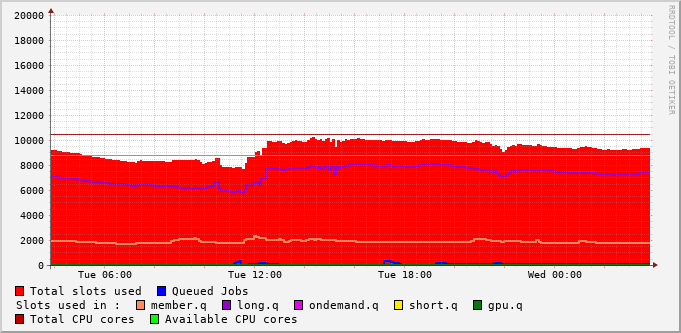 RRDTOOL / TOBI OETIKER
20000
18000
16000
14000
12000
10000
8000
6000
4000
2000
0
Tue 06:00 Tue 12:00 Tue 18:00 Wed 00:00
Total slots used Queued Jobs
Slots used in : member.q long.q ondemand.q short.q gpu.q
Total CPU cores Available CPU cores